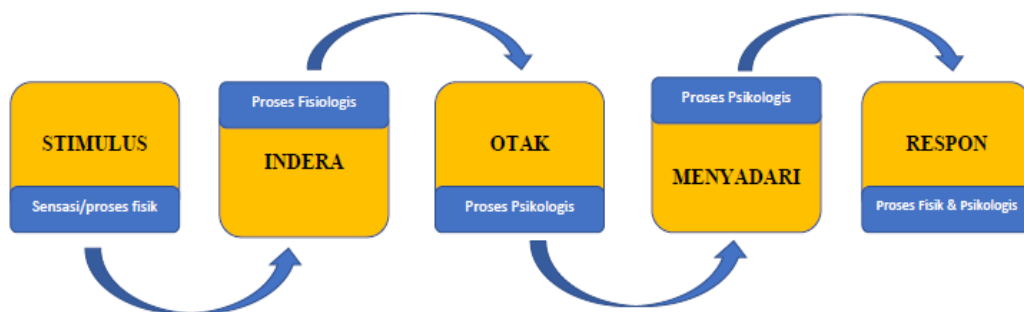 STIMULUS
Sensasi/proses fisik
Proses Fisiologis
INDERA
OTAK
Proses Psikologis
Proses Psikologis
MENYADARI
RESPON
Proses Fisik & Psikologis